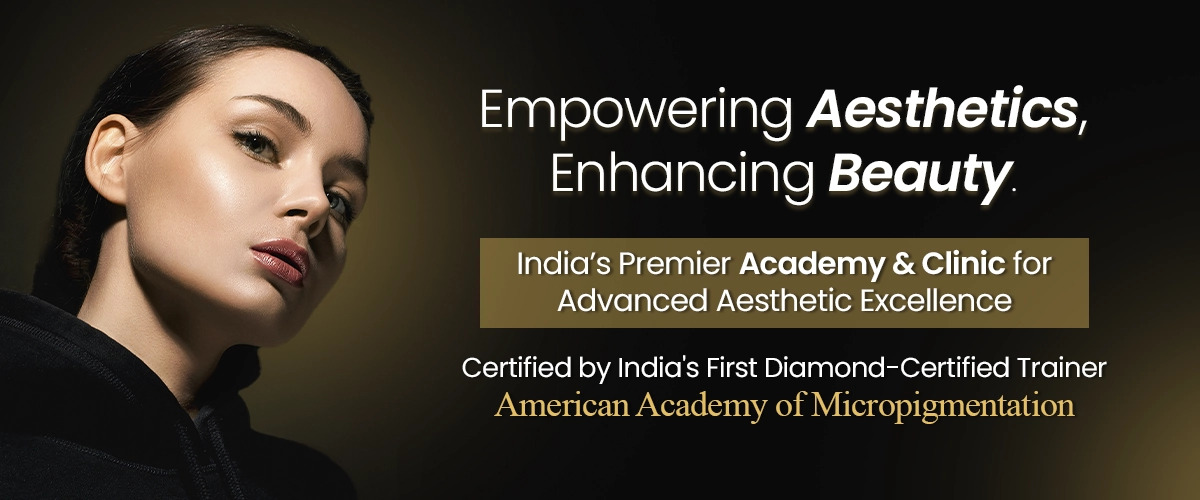 Empowering Aesthetics,
Enhancing Beauty.
India’s Premier Academy & Clinic for
Advanced Aesthetic Excellence
Certified by India's First Diamond-Certified Trainer
American Academy of Micropigmentation